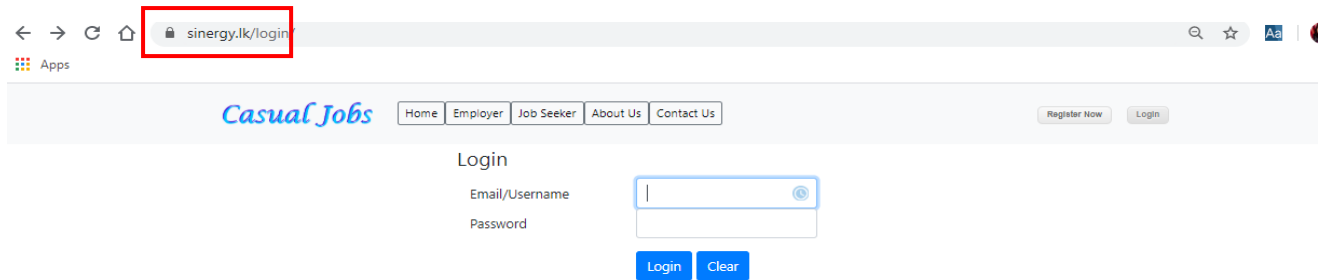 sinergy.lk/login/
Aa
Apps
Casual Jobs Home Employer Job Seeker About Us Contact Us Register Now Login
Login
Email/Username
Password
Login Clear